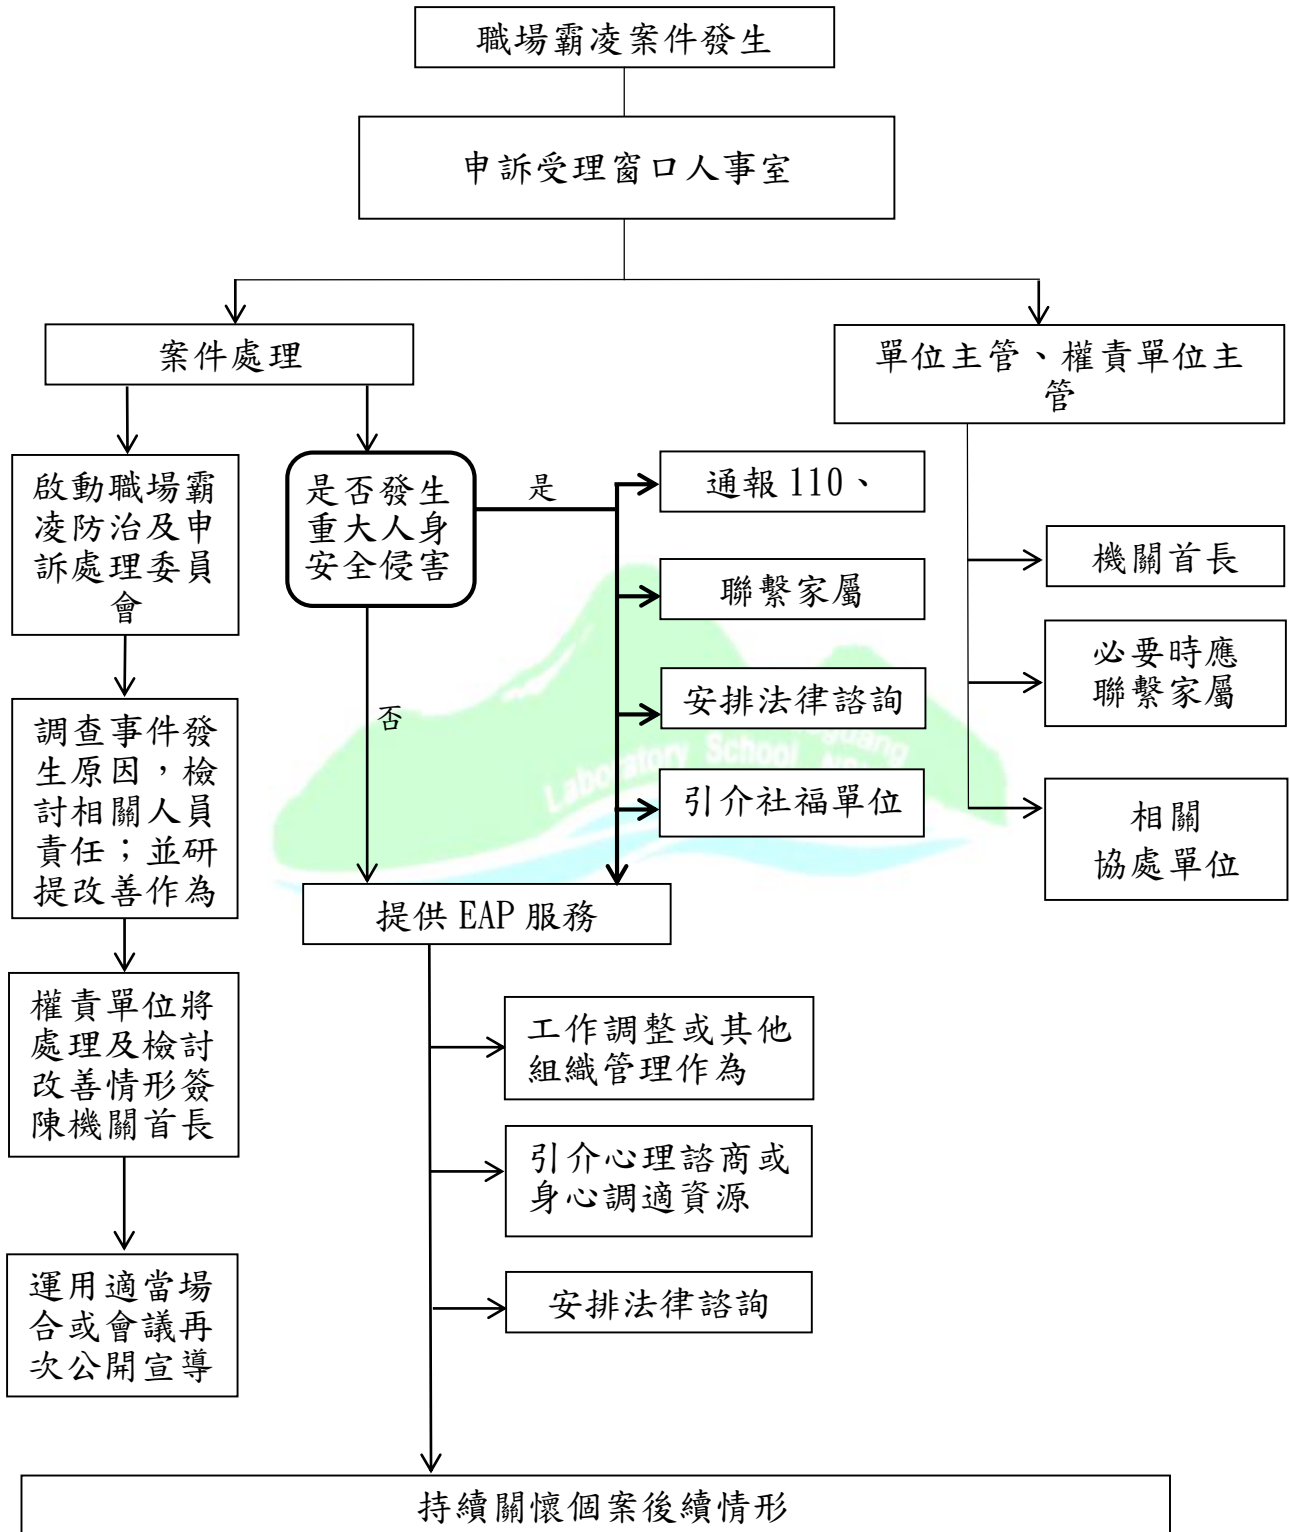 職場霸凌案件發生
申訴受理窗口人事室
案件處理
單位主管、權責單位主
管
啟動職場霸
凌防治及申
訴處理委員
會
是否發生
重大人身
安全侵害
是
否
通報 110、
聯繫家屬
安排法律諮詢
引介社福單位
機關首長
必要時應
聯繫家屬
相關
協處單位
調查事件發
生原因，檢
討相關人員
責任；並研
提改善作為
Laboratory School
提供 EAP 服務
權責單位將
處理及檢討
改善情形簽
陳機關首長
工作調整或其他
組織管理作為
引介心理諮商或
身心調適資源
安排法律諮詢
運用適當場
合或會議再
次公開宣導
持續關懷個案後續情形